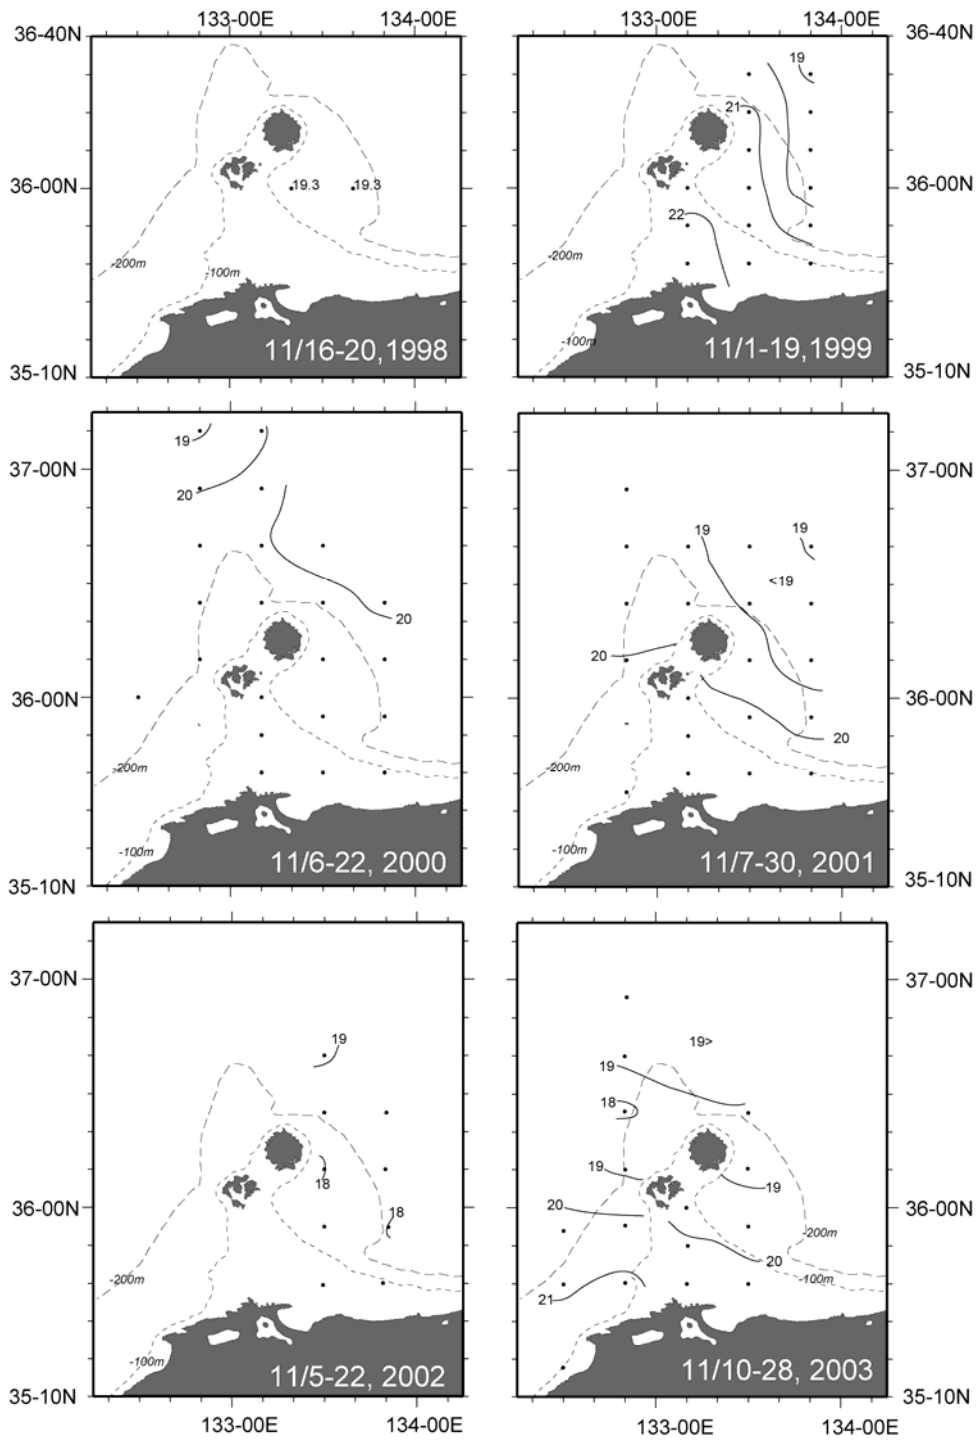 133-00E 134-00E 133-00E 134-00E
36-40N 36-40N
19
21
36-00N 19.3 19.3 36-00N 36-00N
22
-200m -100m -200m
-100m
11/16-20,1998 11/1-19,1999
35-10N 35-10N
19
37-00N 37-00N 37-00N
20
19 19
<19
20
20
36-00N 36-00N 36-00N
20
-200m -200m
-100m -100m
11/6-22, 2000 11/7-30, 2001
35-10N 35-10N
37-00N 37-00N
19 19>
19
18
18 19 19
18 20
36-00N 36-00N
-200m
20
-200m -100m
21
-100m
11/5-22, 2002 11/10-28, 2003
35-10N 35-10N
133-00E 134-00E 133-00E 134-00E